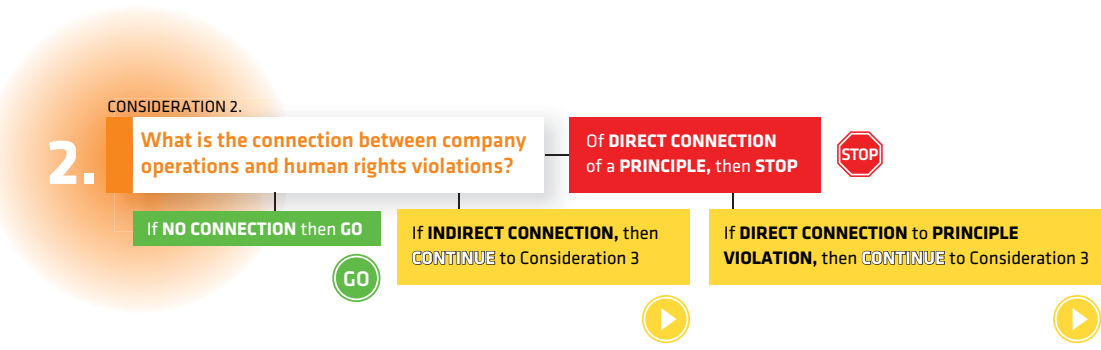 CONSIDERATION 2.
2.
What is the connection between company
operations and human rights violations?
Of DIRECT CONNECTION
of a PRINCIPLE, then STOP
STOP
If NO CONNECTION then GO
GO
If INDIRECT CONNECTION, then
CONTINUE to Consideration 3
If DIRECT CONNECTION to PRINCIPLE
VIOLATION, then CONTINUE to Consideration 3